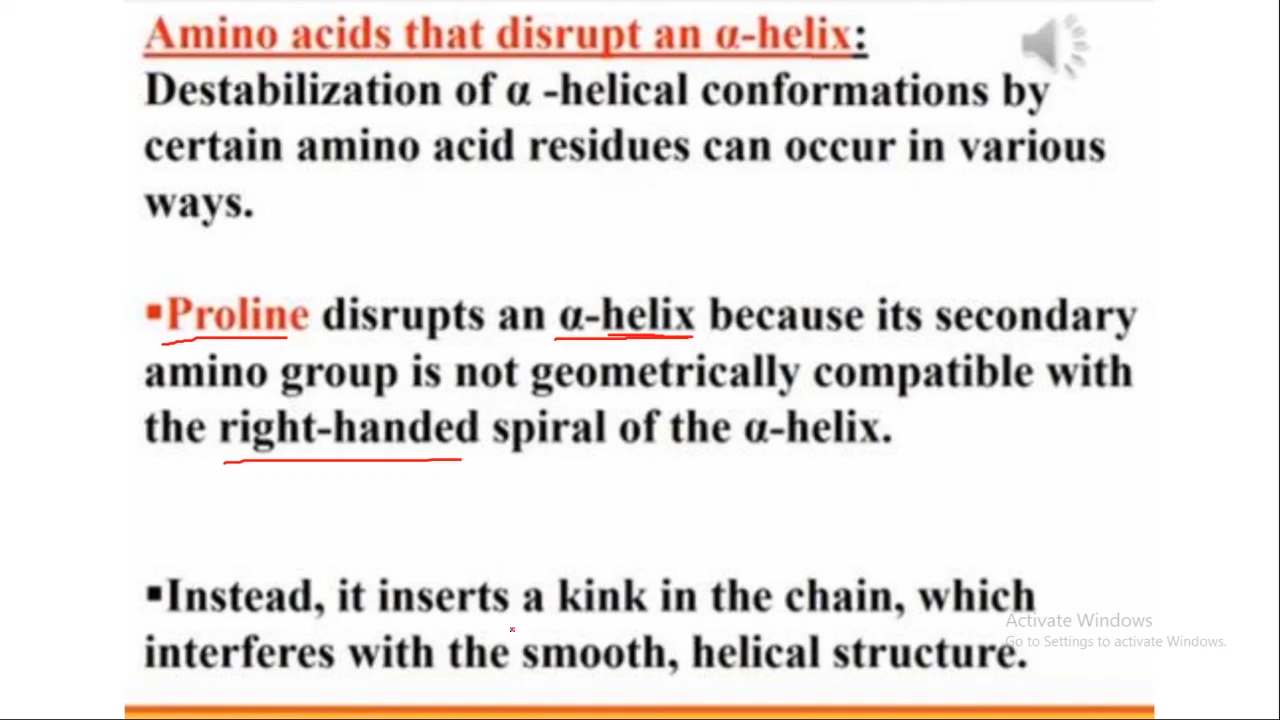 Amino acids that disrupt an α-helix:
Destabilization of α -helical conformations by
certain amino acid residues can occur in various
ways.
▪Proline disrupts an α-helix because its secondary
amino group is not geometrically compatible with
the right-handed spiral of the α-helix.
▪Instead, it inserts a kink in the chain, which
interferes with the smooth, helical structure.
Activate Windows
Go to Settings to activate Windows.